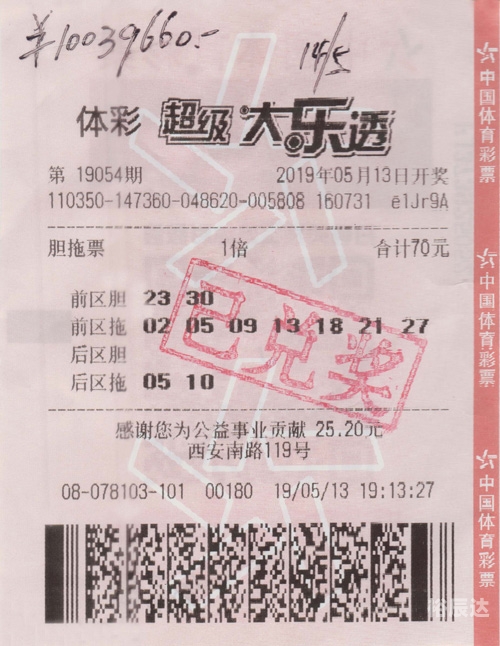 ¥10039660.-
14/5
体彩 超级大乐透
第 19054期 2019年05月13日开奖
110350-147360-048620-005808 160731 e1Jr9A
胆拖票 1倍 合计70元
前区胆 23 30
前区拖 02 05 09 13 18 21 27
后区胆
后区拖 05 10
已兑奖
感谢您为公益事业贡献 25.20元
西安南路119号
08-078103-101 00180 19/05/13 19:13:27
中国体育彩票
中国体育彩票
中国体育彩票